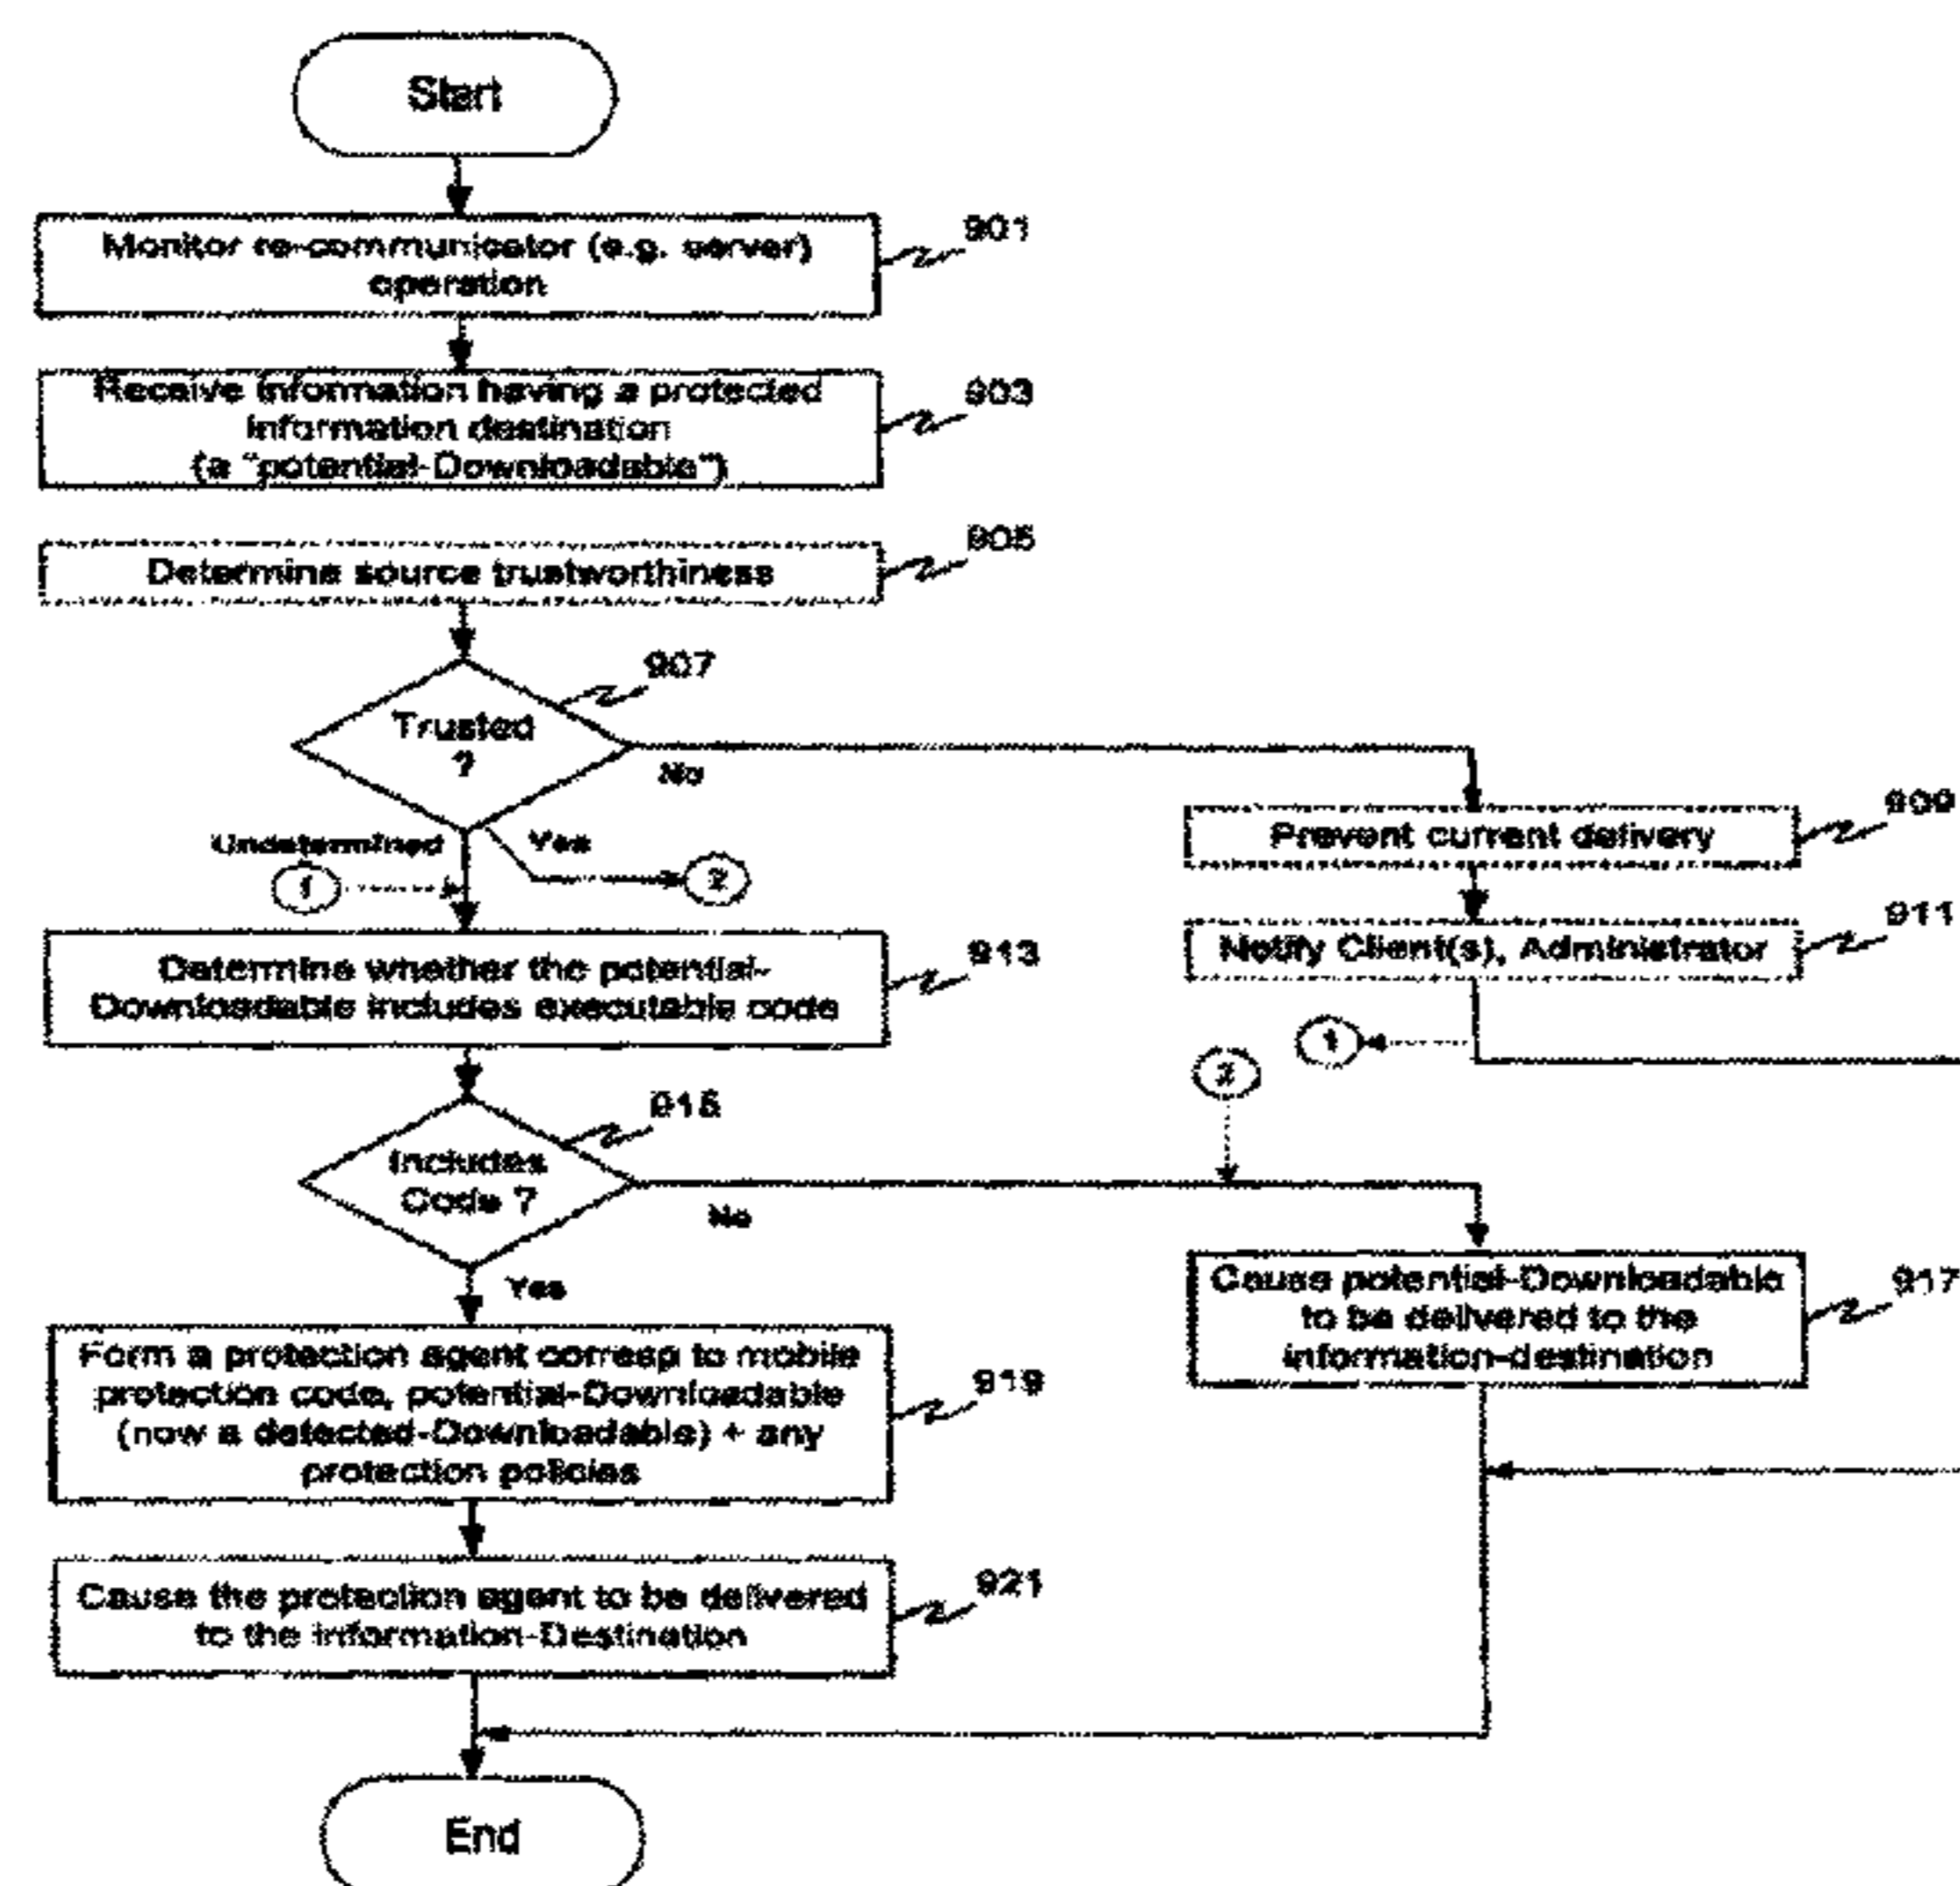 Start
Monitor re-communicator (e.g. server)
operation
901
Receive information having a protected
information destination
(a "potential-Downloadable")
903
Determine source trustworthiness
905
Trusted
?
907
No
Undetermined
Yes
1
2
Prevent current delivery
909
Notify Client(s), Administrator
911
1
2
Determine whether the potential-
Downloadable includes executable code
913
Includes
Code ?
915
No
Yes
Cause potential-Downloadable
to be delivered to the
information-destination
917
Form a protection agent corresp to mobile
protection code, potential-Downloadable
(now a detected-Downloadable) + any
protection policies
919
Cause the protection agent to be delivered
to the Information-Destination
921
End